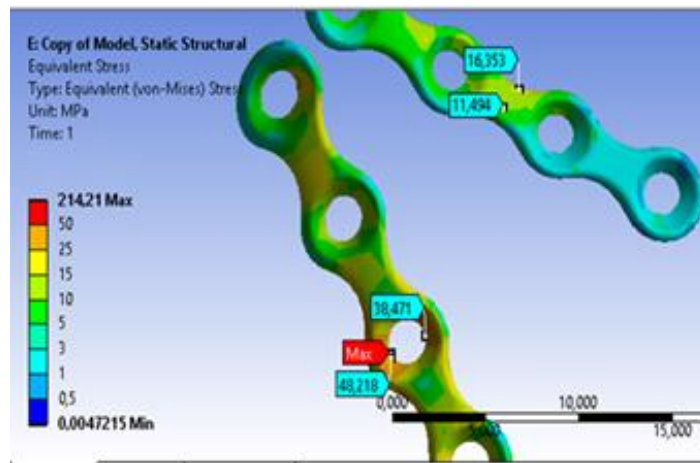 E: Copy of Model, Static Structural
Equivalent Stress
Type: Equivalent (von-Mises) Stress
Unit: MPa
Time: 1
214,21 Max
50
25
15
10
5
3
1
0,5
0,0047215 Min
16,353
11,494
38,471
Max
48,218
0,000
10,000
5,000
15,000